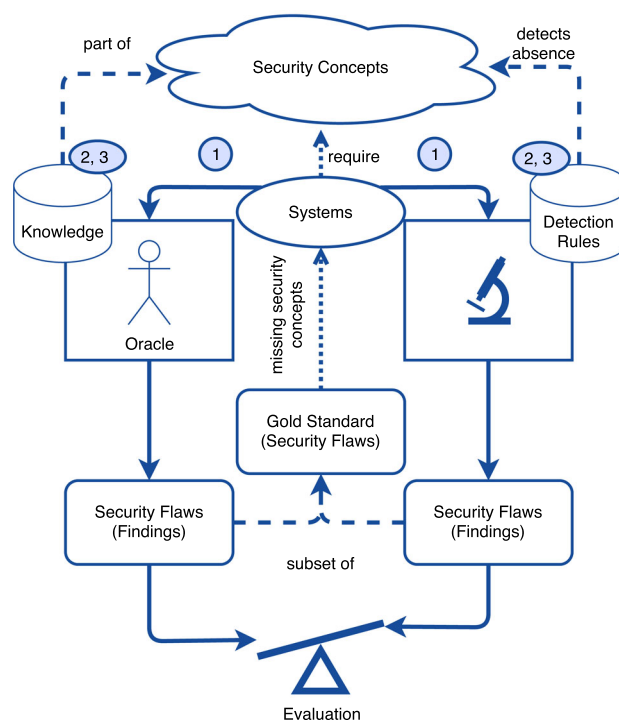 part of
detects
absence
Security Concepts
2, 3
1
require
1
2, 3
Knowledge
Systems
Detection
Rules
Oracle
missing security
concepts
Gold Standard
(Security Flaws)
Security Flaws
(Findings)
Security Flaws
(Findings)
subset of
Evaluation